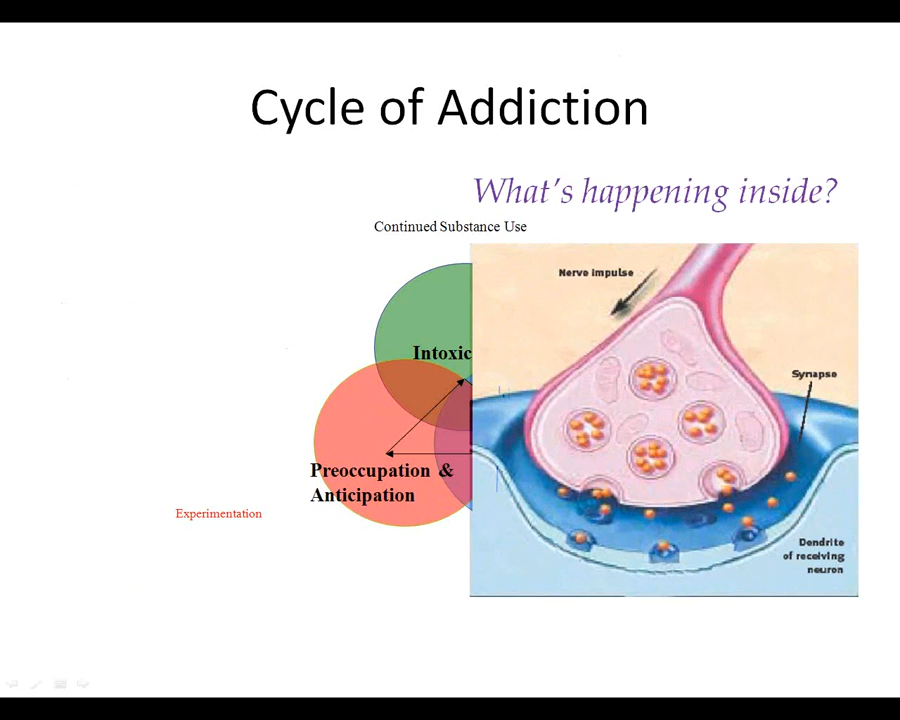 Cycle of Addiction
What's happening inside?
Continued Substance Use
Nerve impulse
Intoxic
Synapse
Preoccupation &
Anticipation
Experimentation
Dendrite
of receiving
neuron